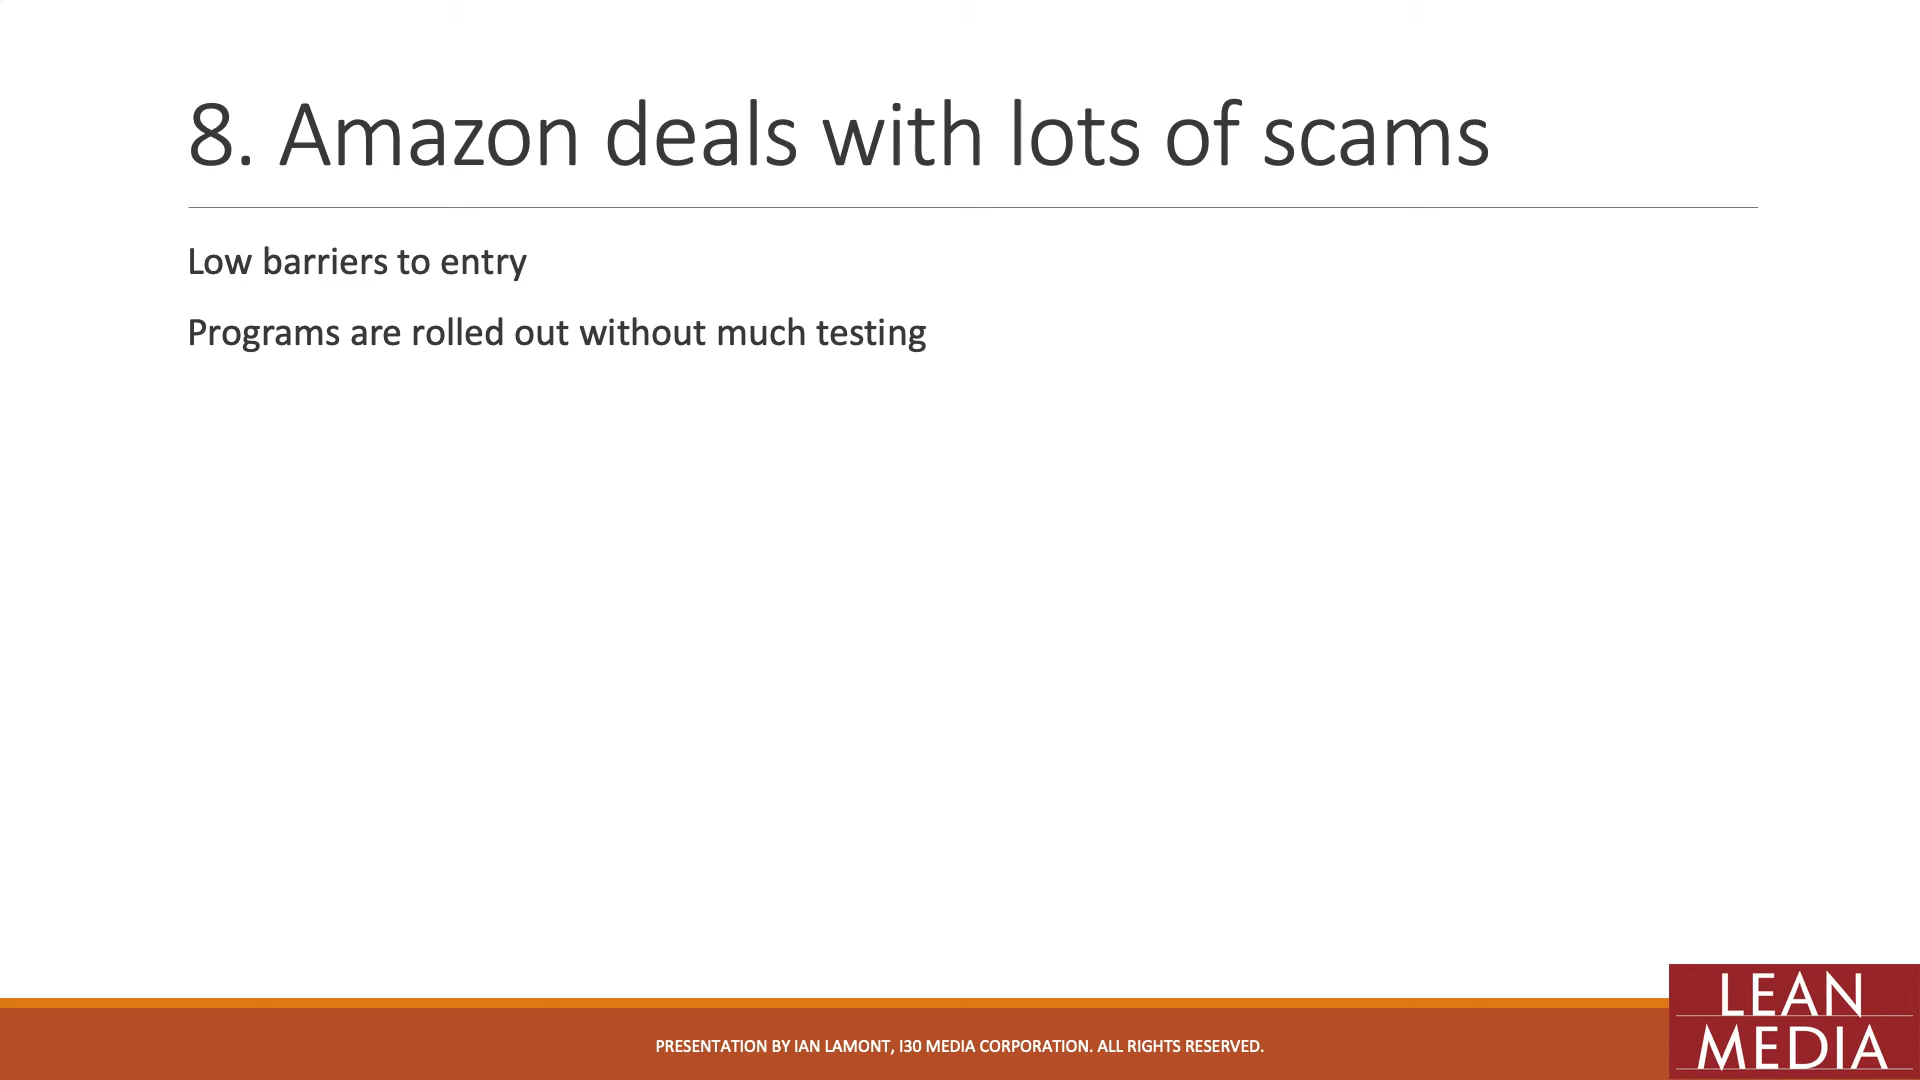 8. Amazon deals with lots of scams
Low barriers to entry
Programs are rolled out without much testing
PRESENTATION BY IAN LAMONT, I30 MEDIA CORPORATION. ALL RIGHTS RESERVED.
LEAN
MEDIA